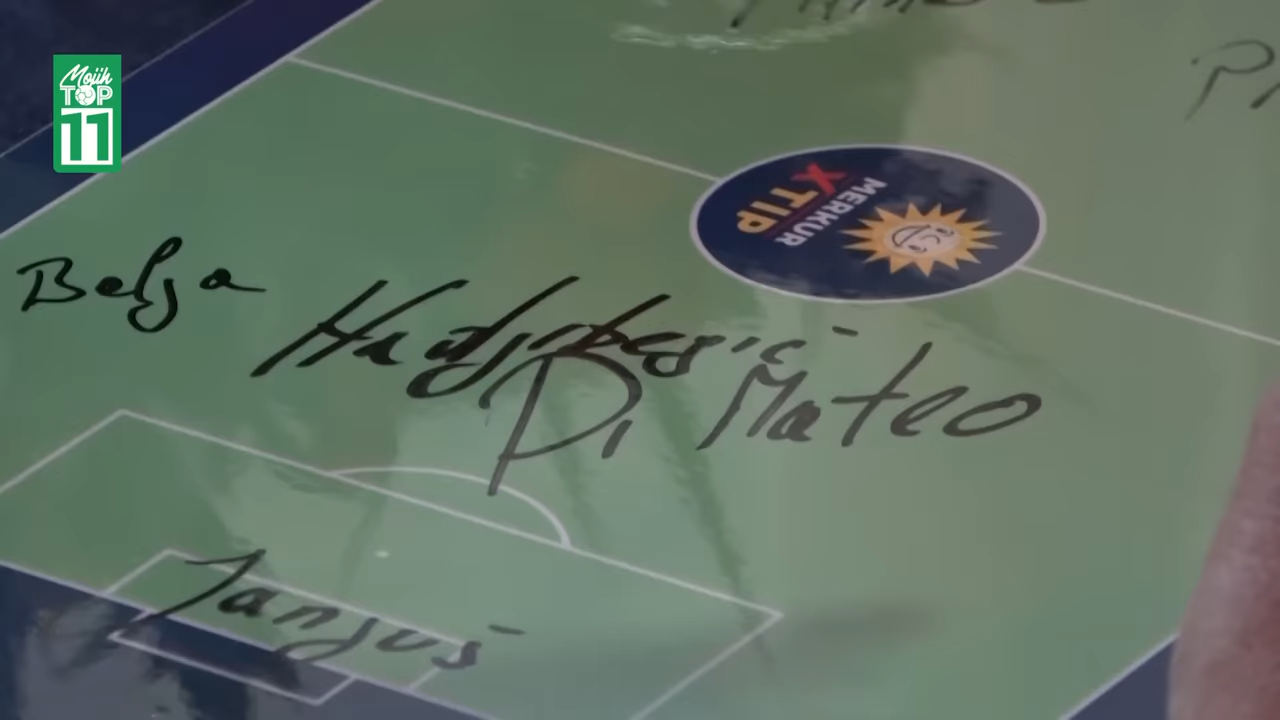 Mojih
TOP
11
MERKUR
X TIP
Belja
Hadjibegić
Di Mateo
Janjuš